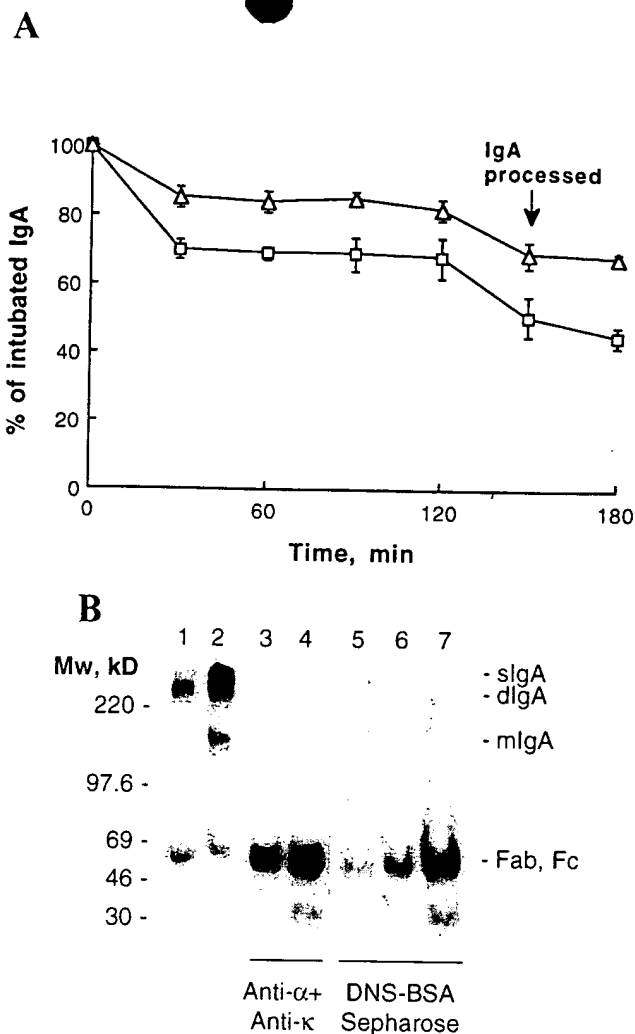 A
100
80
60
40
20
0
% of intubated IgA
IgA
processed
0 60 120 180
Time, min
B
1 2 3 4 5 6 7
Mw, kD
220 -
97.6 -
69 -
46 -
30 -
- sIgA
- dIgA
- mIgA
- Fab, Fc
Anti-α+
Anti-κ
DNS-BSA
Sepharose